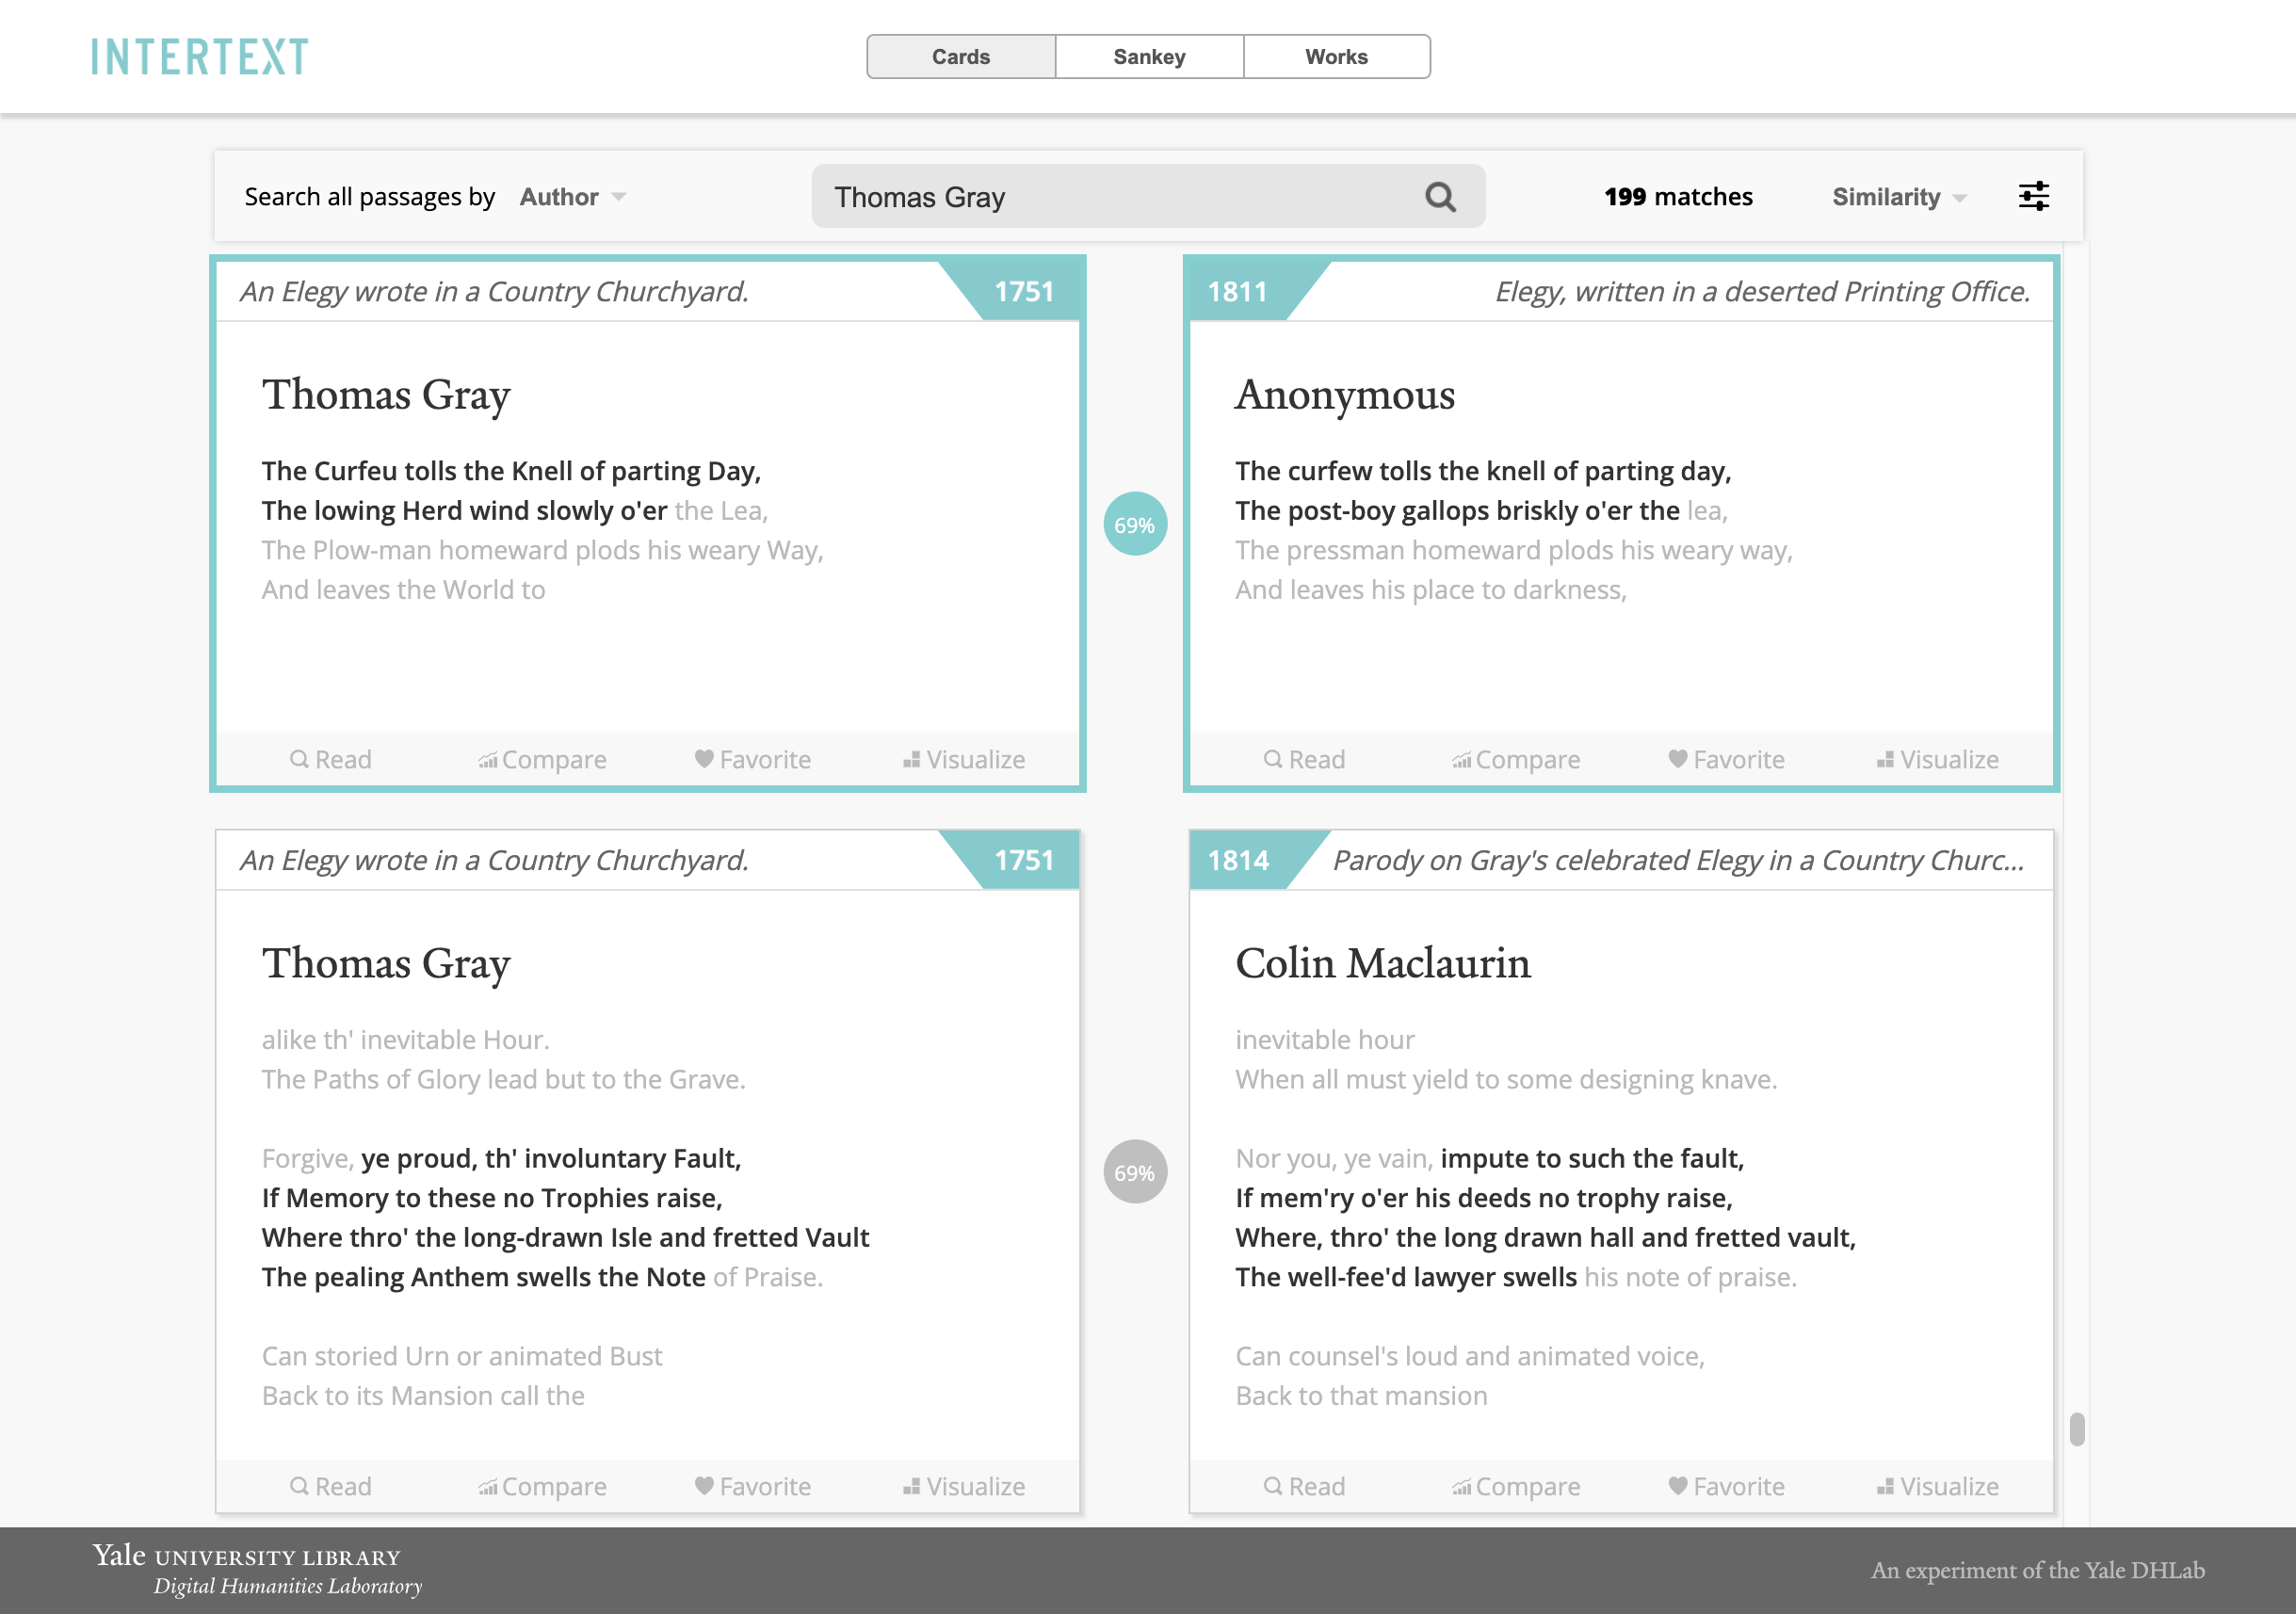 INTERTEXT
Cards
Sankey
Works
Search all passages by Author
Thomas Gray
199 matches
Similarity
An Elegy wrote in a Country Churchyard.
1751
Thomas Gray
The Curfeu tolls the Knell of parting Day,
The lowing Herd wind slowly o'er the Lea,
The Plow-man homeward plods his weary Way,
And leaves the World to
Read
Compare
Favorite
Visualize
69%
1811
Elegy, written in a deserted Printing Office.
Anonymous
The curfew tolls the knell of parting day,
The post-boy gallops briskly o'er the lea,
The pressman homeward plods his weary way,
And leaves his place to darkness,
Read
Compare
Favorite
Visualize
An Elegy wrote in a Country Churchyard.
1751
Thomas Gray
alike th' inevitable Hour.
The Paths of Glory lead but to the Grave.
Forgive, ye proud, th' involuntary Fault,
If Memory to these no Trophies raise,
Where thro' the long-drawn Isle and fretted Vault
The pealing Anthem swells the Note of Praise.
Can storied Urn or animated Bust
Back to its Mansion call the
Read
Compare
Favorite
Visualize
69%
1814
Parody on Gray's celebrated Elegy in a Country Churc...
Colin Maclaurin
inevitable hour
When all must yield to some designing knave.
Nor you, ye vain, impute to such the fault,
If mem'ry o'er his deeds no trophy raise,
Where, thro' the long drawn hall and fretted vault,
The well-fee'd lawyer swells his note of praise.
Can counsel's loud and animated voice,
Back to that mansion
Read
Compare
Favorite
Visualize
Yale UNIVERSITY LIBRARY
Digital Humanities Laboratory
An experiment of the Yale DHLab